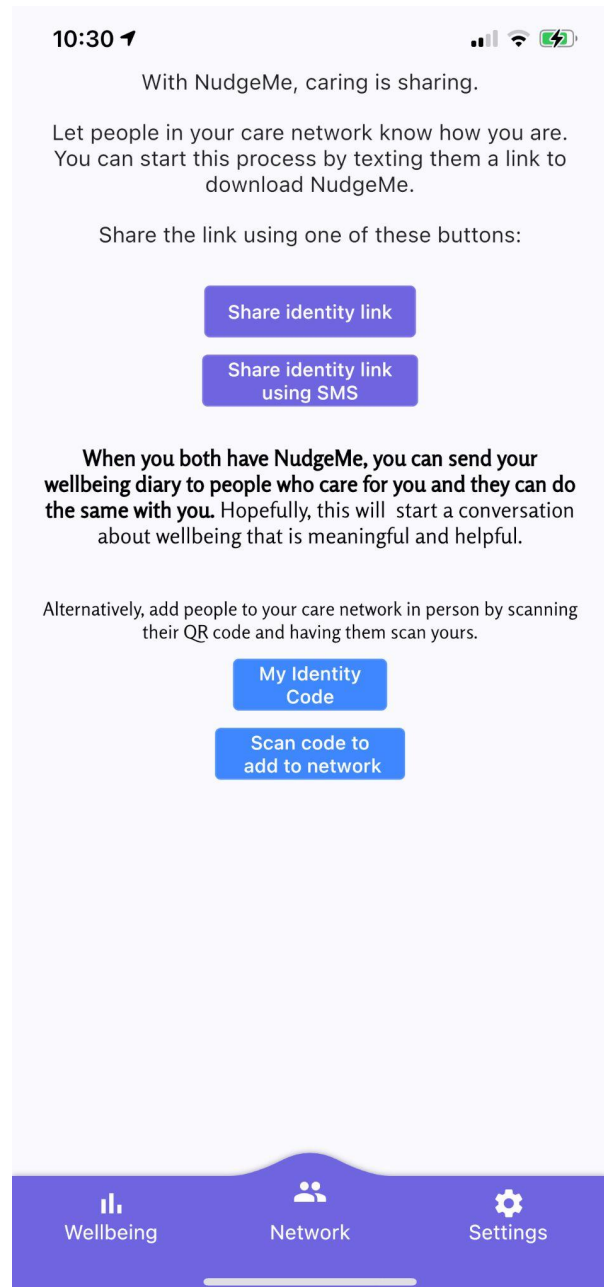 10:30
With NudgeMe, caring is sharing.
Let people in your care network know how you are.
You can start this process by texting them a link to
download NudgeMe.
Share the link using one of these buttons:
Share identity link
Share identity link
using SMS
When you both have NudgeMe, you can send your
wellbeing diary to people who care for you and they can do
the same with you. Hopefully, this will  start a conversation
about wellbeing that is meaningful and helpful.
Alternatively, add people to your care network in person by scanning
their QR code and having them scan yours.
My Identity
Code
Scan code to
add to network
Wellbeing
Network
Settings